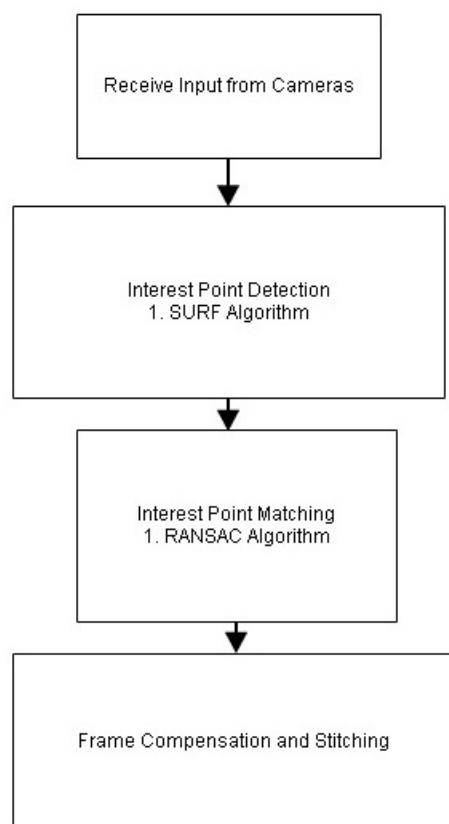 Receive Input from Cameras
Interest Point Detection
1. SURF Algorithm
Interest Point Matching
1. RANSAC Algorithm
Frame Compensation and Stitching